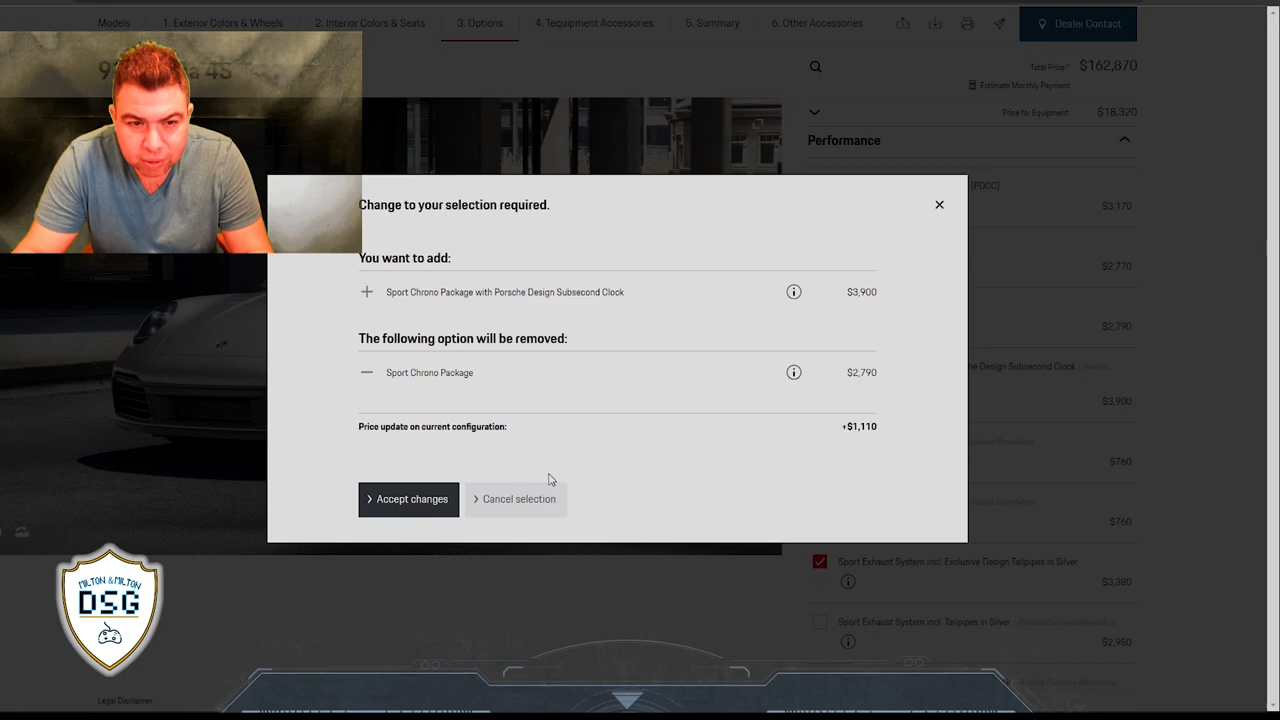 Models
1. Exterior Colors & Wheels
2. Interior Colors & Seats
3. Options
4. Tequipment Accessories
5. Summary
6. Other Accessories
Dealer Contact
4S
Total Price *
$162,870
Estimate Monthly Payment
Price for Equipment:
$18,320
Performance
(PDCC)
$3,170
$2,770
$2,790
Design Subsecond Clock
$3,900
$760
$760
Sport Exhaust System incl. Exclusive Design Tailpipes in Silver
$3,380
Sport Exhaust System incl. Tailpipes in Silver
$2,950
Change to your selection required.
You want to add:
Sport Chrono Package with Porsche Design Subsecond Clock
$3,900
The following option will be removed:
Sport Chrono Package
$2,790
Price update on current configuration:
+$1,110
Accept changes
Cancel selection
MILTON & MILTON
DSG
Legal Disclaimer